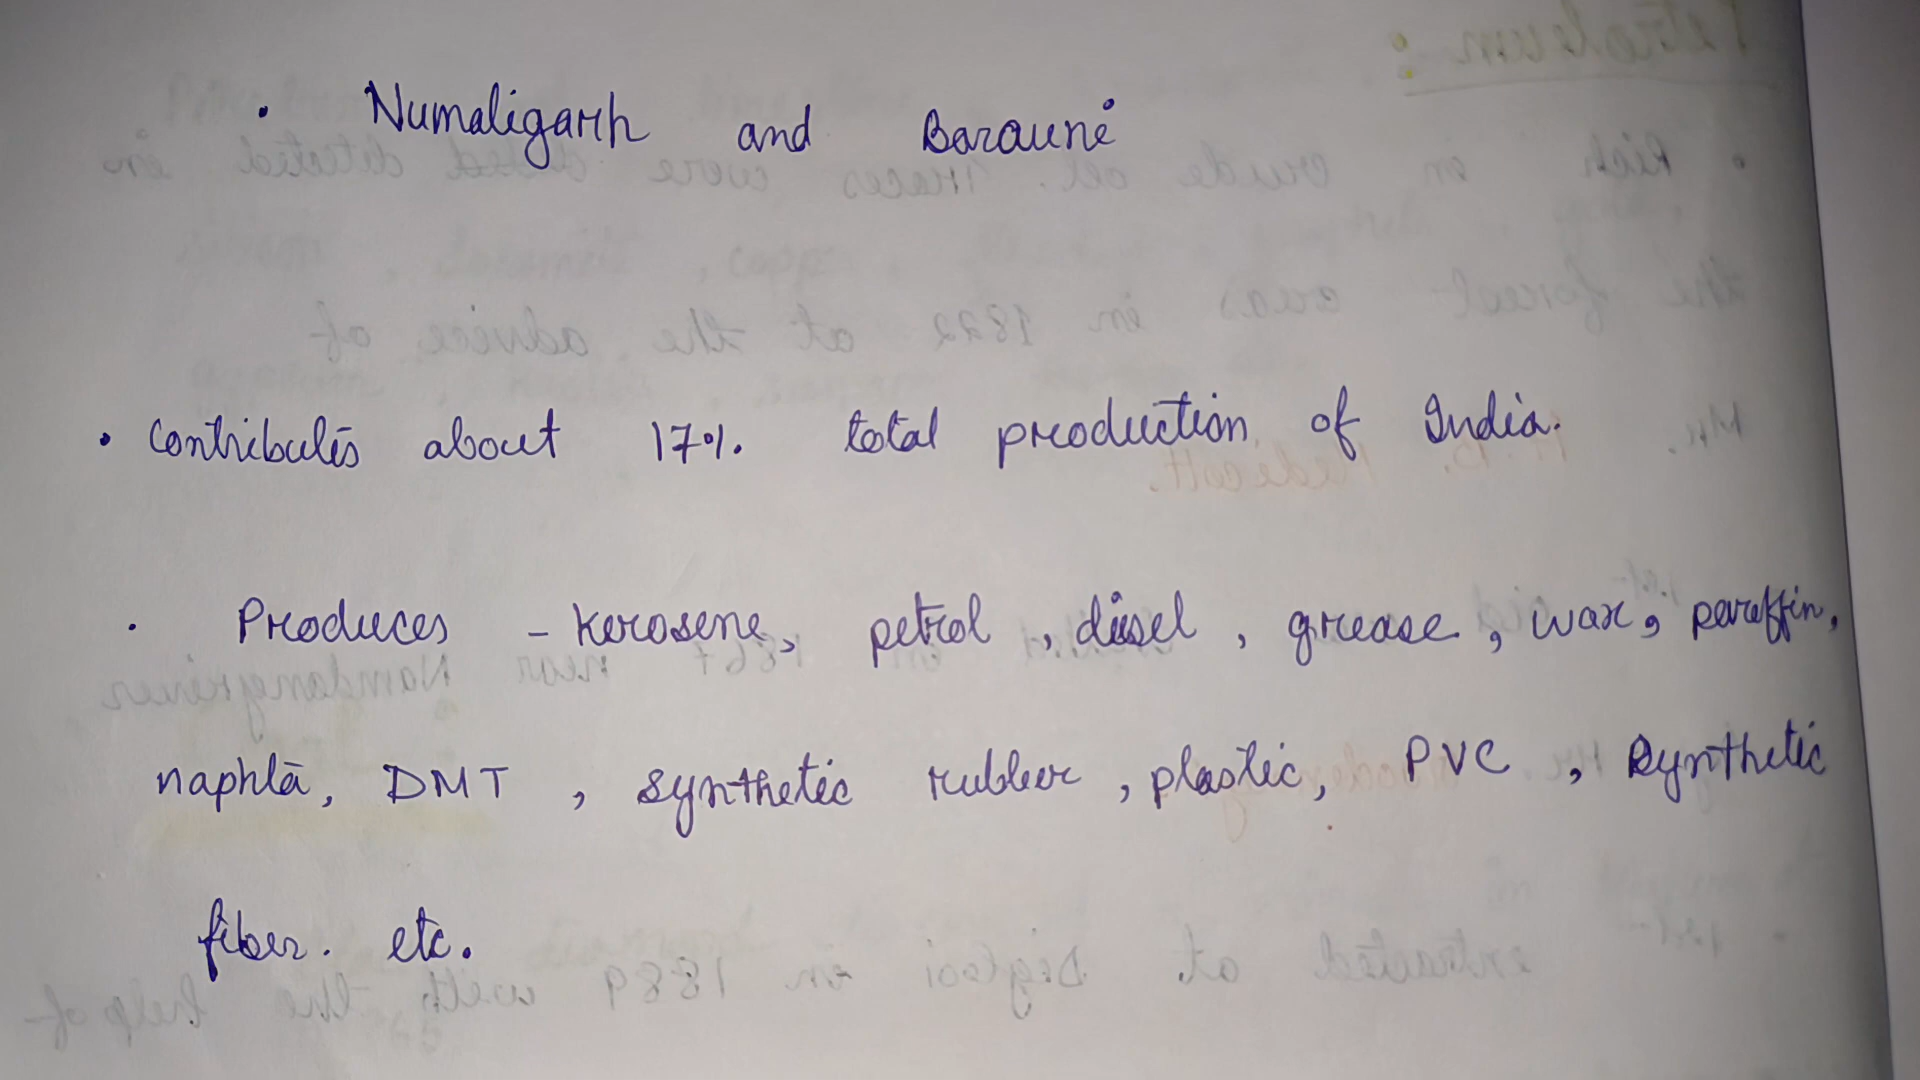 • Numaligarh and Barauni
• Contributes about 17% total production of India.
• Produces - kerosene, petrol, diesel, grease, wax, paraffin,
naphta, DMT, synthetic rubber, plastic, PVC, synthetic
fiber. etc.